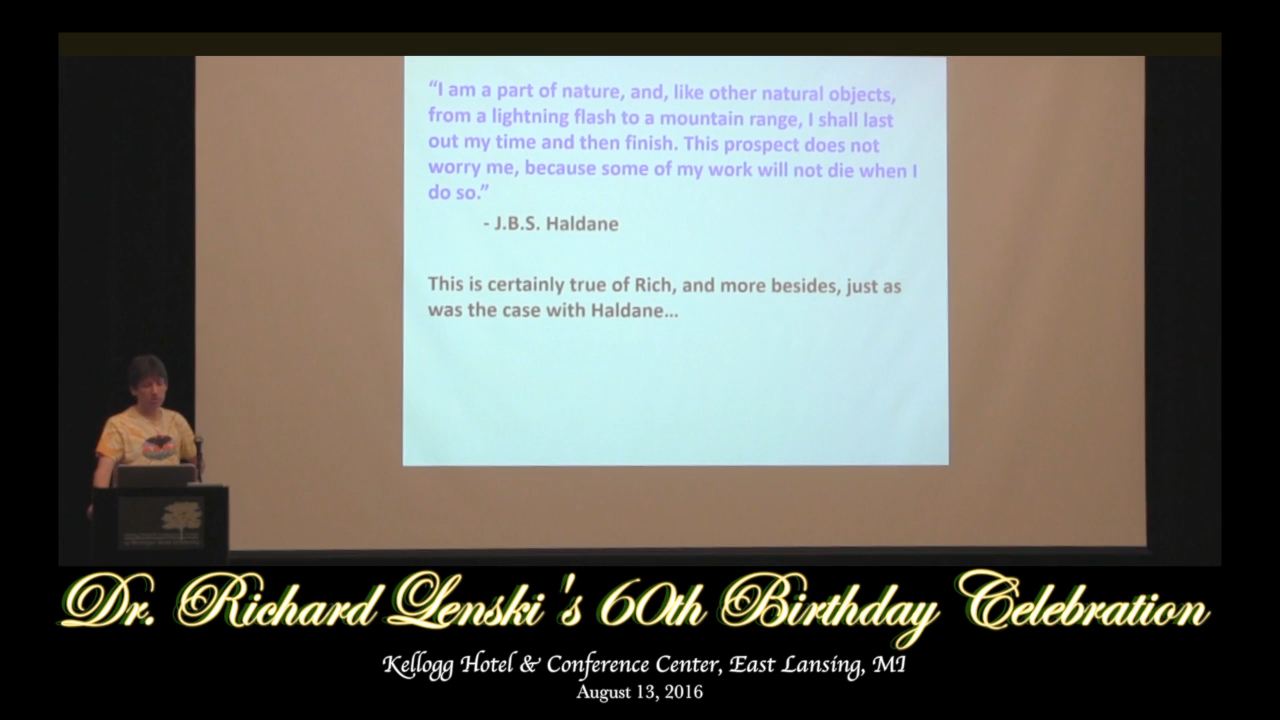 “I am a part of nature, and, like other natural objects,
from a lightning flash to a mountain range, I shall last
out my time and then finish. This prospect does not
worry me, because some of my work will not die when I
do so.”
- J.B.S. Haldane
This is certainly true of Rich, and more besides, just as
was the case with Haldane...
Dr. Richard Lenski's 60th Birthday Celebration
Kellogg Hotel & Conference Center, East Lansing, MI
August 13, 2016